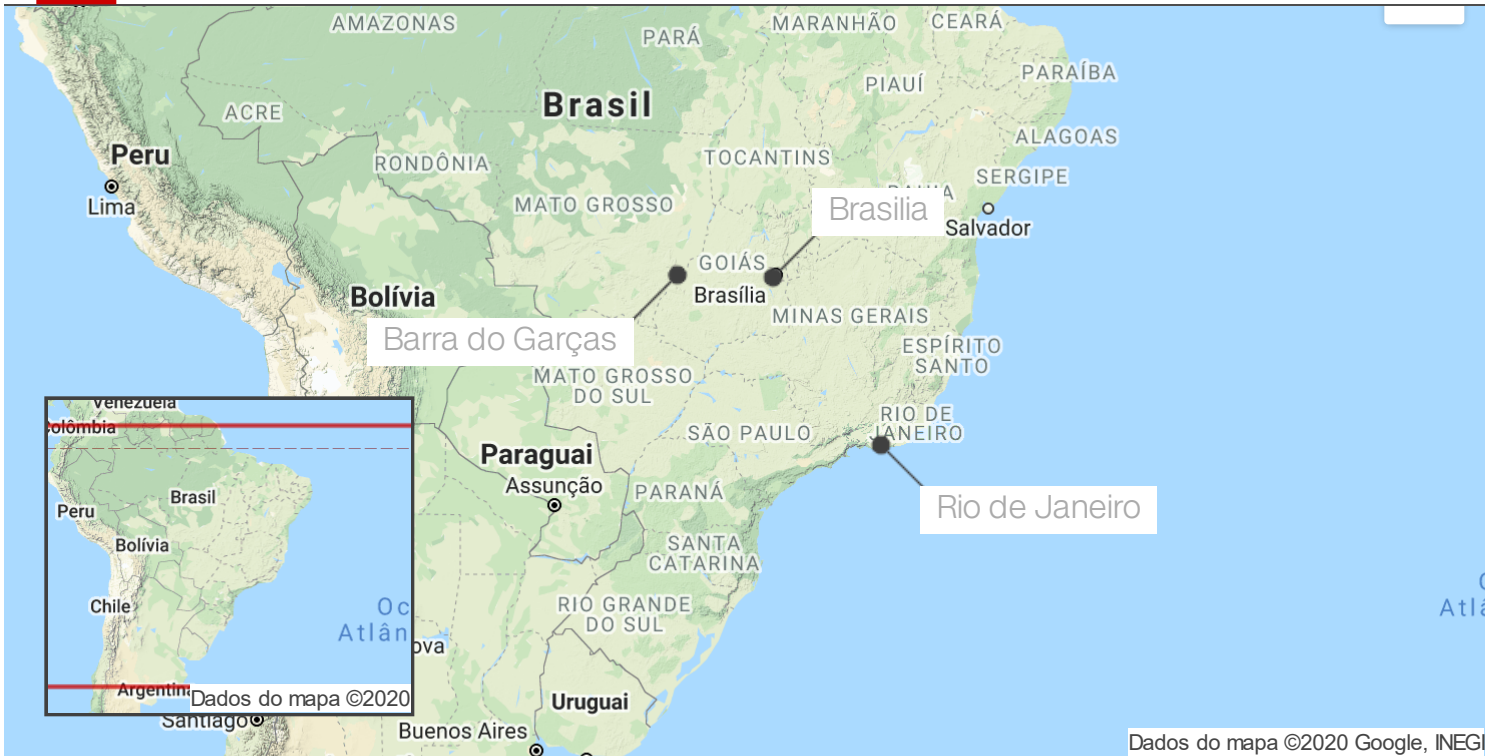 AMAZONAS
PARÁ
MARANHÃO
CEARÁ
PIAUÍ
PARAÍBA
ACRE
Brasil
ALAGOAS
Peru
RONDÔNIA
TOCANTINS
SERGIPE
Lima
MATO GROSSO
Brasilia
Salvador
GOIÁS
Brasília
Bolívia
MINAS GERAIS
Barra do Garças
ESPÍRITO
SANTO
MATO GROSSO
DO SUL
RIO DE
JANEIRO
SÃO PAULO
Paraguai
Assunção
PARANÁ
Rio de Janeiro
SANTA
CATARINA
RIO GRANDE
DO SUL
Uruguai
Buenos Aires
Santiago
Venezuela
Colômbia
Brasil
Peru
Bolívia
Chile
Argentina
Dados do mapa ©2020
Dados do mapa ©2020 Google, INEGI